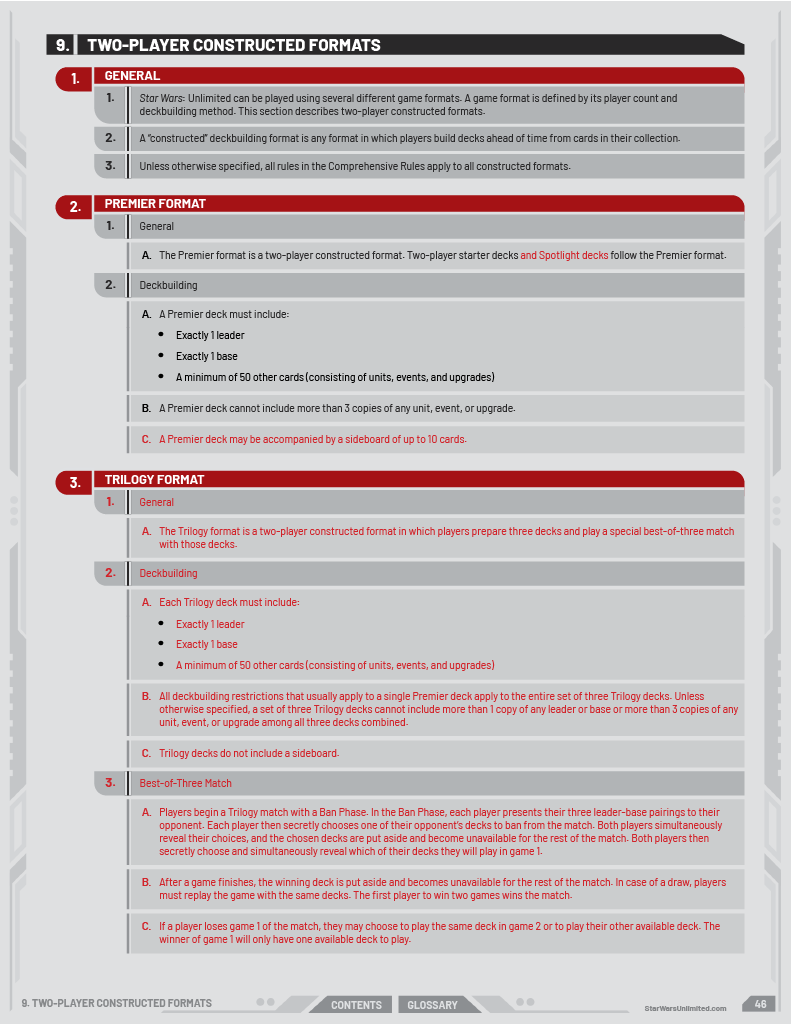 9. TWO-PLAYER CONSTRUCTED FORMATS
1. GENERAL
1. Star Wars: Unlimited can be played using several different game formats. A game format is defined by its player count and
deckbuilding method. This section describes two-player constructed formats.
2. A “constructed” deckbuilding format is any format in which players build decks ahead of time from cards in their collection.
3. Unless otherwise specified, all rules in the Comprehensive Rules apply to all constructed formats.
2. PREMIER FORMAT
1. General
A. The Premier format is a two-player constructed format. Two-player starter decks and Spotlight decks follow the Premier format.
2. Deckbuilding
A. A Premier deck must include:
• Exactly 1 leader
• Exactly 1 base
• A minimum of 50 other cards (consisting of units, events, and upgrades)
B. A Premier deck cannot include more than 3 copies of any unit, event, or upgrade.
C. A Premier deck may be accompanied by a sideboard of up to 10 cards.
3. TRILOGY FORMAT
1. General
A. The Trilogy format is a two-player constructed format in which players prepare three decks and play a special best-of-three match
with those decks.
2. Deckbuilding
A. Each Trilogy deck must include:
• Exactly 1 leader
• Exactly 1 base
• A minimum of 50 other cards (consisting of units, events, and upgrades)
B. All deckbuilding restrictions that usually apply to a single Premier deck apply to the entire set of three Trilogy decks. Unless
otherwise specified, a set of three Trilogy decks cannot include more than 1 copy of any leader or base or more than 3 copies of any
unit, event, or upgrade among all three decks combined.
C. Trilogy decks do not include a sideboard.
3. Best-of-Three Match
A. Players begin a Trilogy match with a Ban Phase. In the Ban Phase, each player presents their three leader-base pairings to their
opponent. Each player then secretly chooses one of their opponent’s decks to ban from the match. Both players simultaneously
reveal their choices, and the chosen decks are put aside and become unavailable for the rest of the match. Both players then
secretly choose and simultaneously reveal which of their decks they will play in game 1.
B. After a game finishes, the winning deck is put aside and becomes unavailable for the rest of the match. In case of a draw, players
must replay the game with the same decks. The first player to win two games wins the match.
C. If a player loses game 1 of the match, they may choose to play the same deck in game 2 or to play their other available deck. The
winner of game 1 will only have one available deck to play.
9. TWO-PLAYER CONSTRUCTED FORMATS
CONTENTS
GLOSSARY
StarWarsUnlimited.com
46